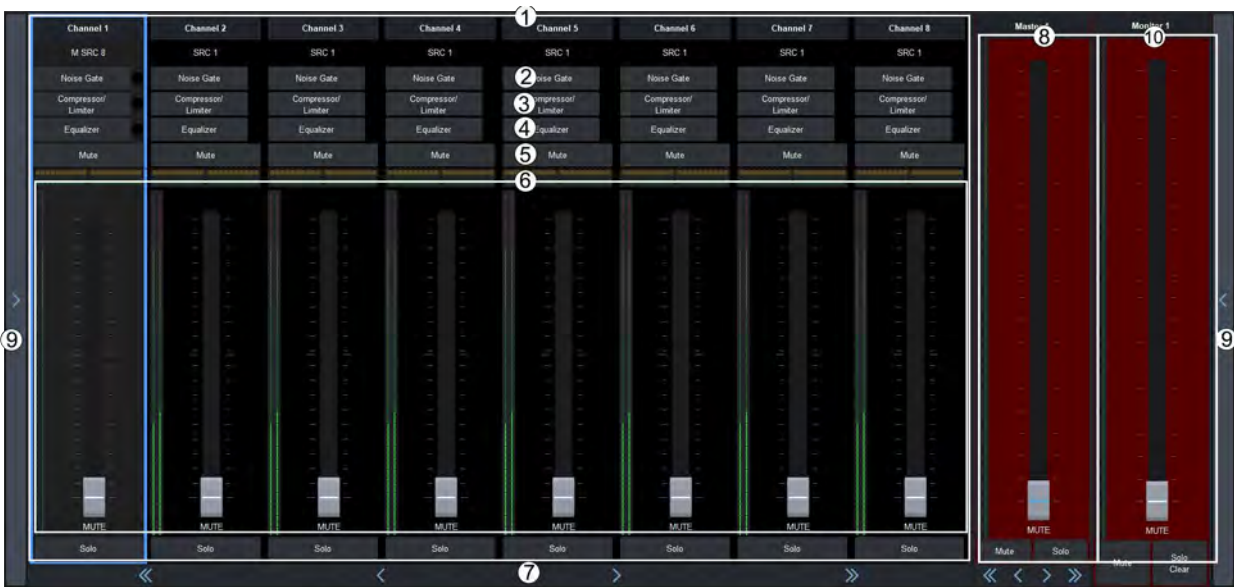 ①
Channel 1 Channel 2 Channel 3 Channel 4 Channel 5 Channel 6 Channel 7 Channel 8 Master Monitor 1
⑧ ⑩
M SRC 8 SRC 1 SRC 1 SRC 1 SRC 1 SRC 1 SRC 1 SRC 1
Noise Gate Noise Gate Noise Gate Noise Gate ② Noise Gate Noise Gate Noise Gate Noise Gate
Compressor/ Compressor/ Compressor/ Compressor/ ③ Compressor/ Compressor/ Compressor/ Compressor/
Limiter Limiter Limiter Limiter Limiter Limiter Limiter Limiter
Equalizer Equalizer Equalizer Equalizer ④ Equalizer Equalizer Equalizer Equalizer
Mute Mute Mute Mute ⑤ Mute Mute Mute Mute
⑥
⑨ ⑨
MUTE MUTE MUTE MUTE MUTE MUTE MUTE MUTE MUTE MUTE
Solo Solo Solo Solo Solo Solo Solo Solo Mute Solo Mute Solo
Clear
⑦